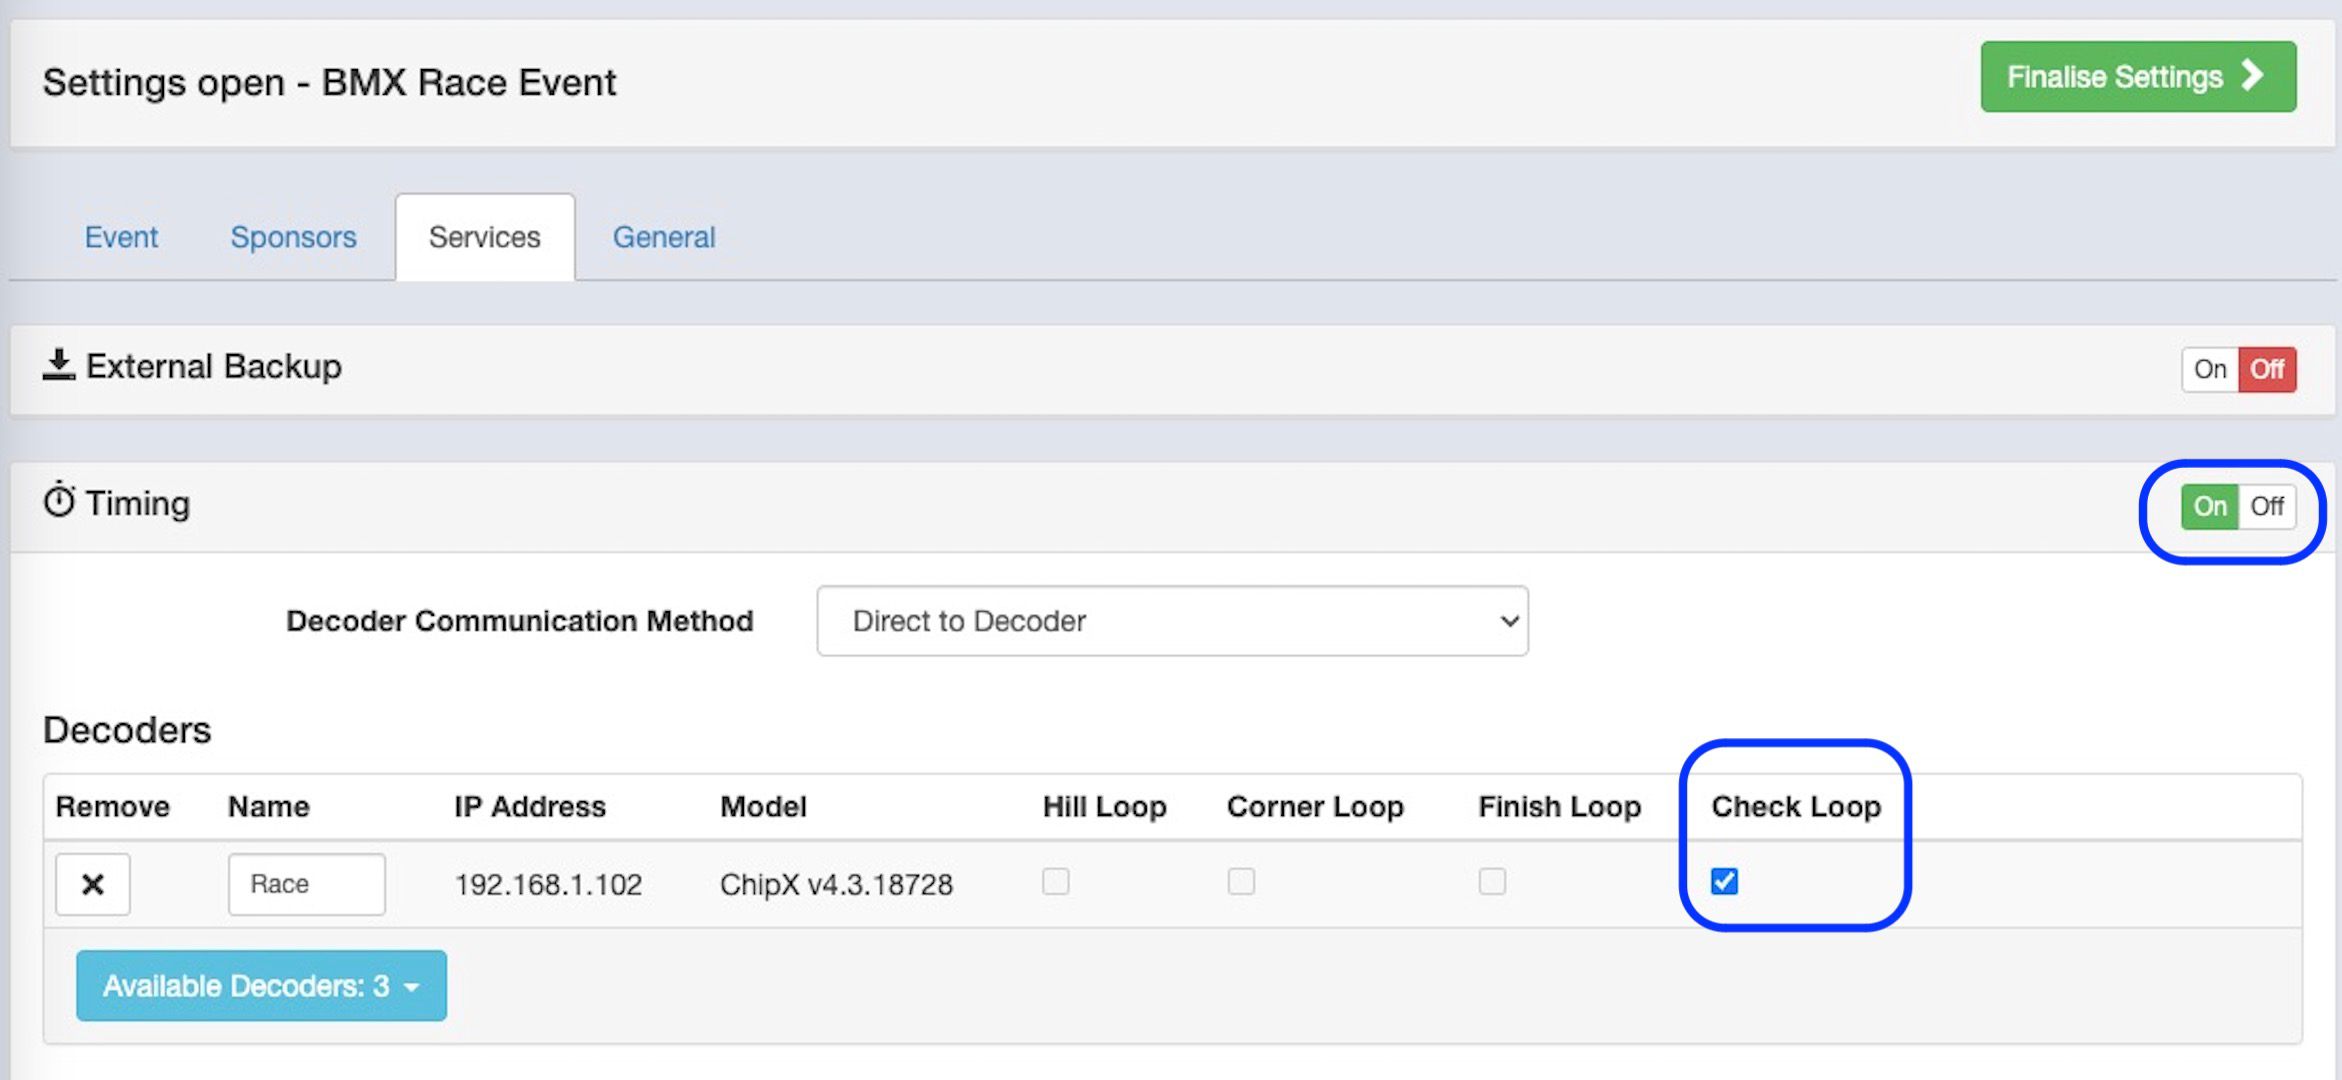 Settings open - BMX Race Event
Finalise Settings
Event Sponsors Services General
External Backup
On Off
Timing
On Off
Decoder Communication Method Direct to Decoder
Decoders
Remove Name IP Address Model Hill Loop Corner Loop Finish Loop Check Loop
Race 192.168.1.102 ChipX v4.3.18728
Available Decoders: 3